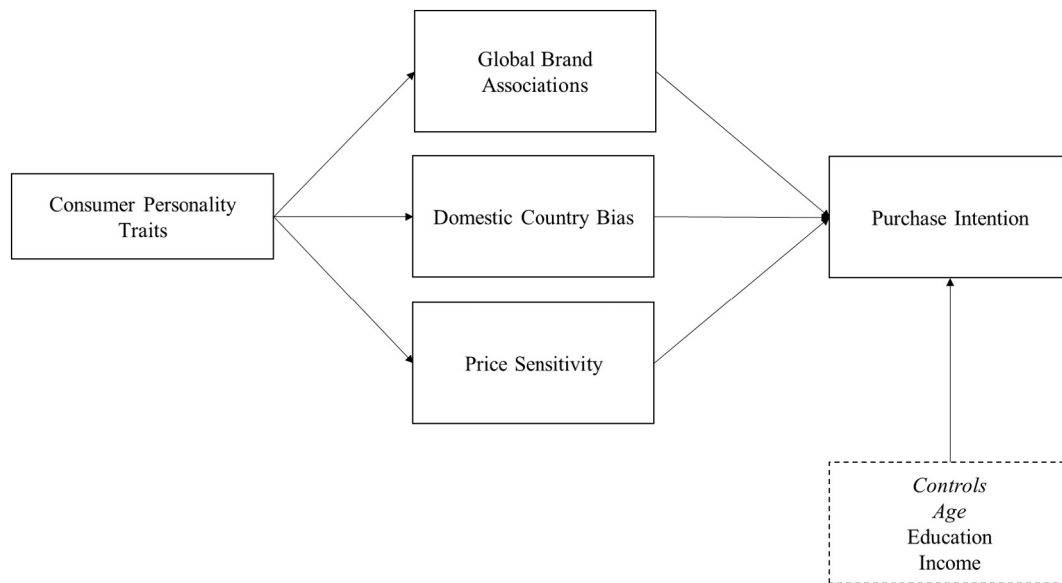 Global Brand
Associations
Consumer Personality
Traits
Domestic Country Bias
Purchase Intention
Price Sensitivity
Controls
Age
Education
Income